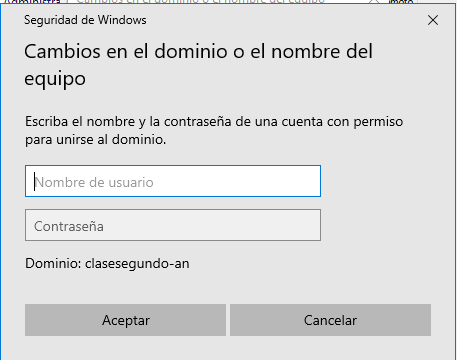 Seguridad de Windows
Cambios en el dominio o el nombre del
equipo
Escriba el nombre y la contraseña de una cuenta con permiso
para unirse al dominio.
Nombre de usuario
Contraseña
Dominio: clasesegundo-an
Aceptar
Cancelar